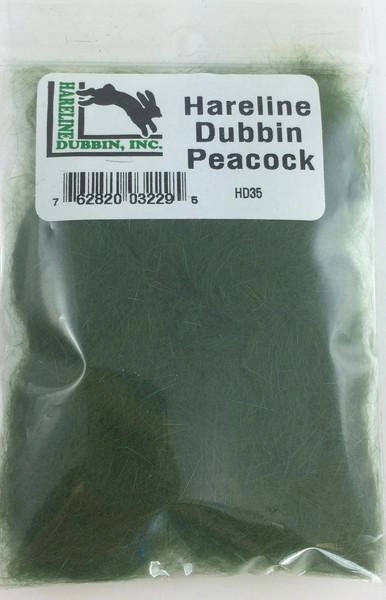 HARELINE
DUBBIN, INC.
Hareline
Dubbin
Peacock
7 62820 03229 5
HD35